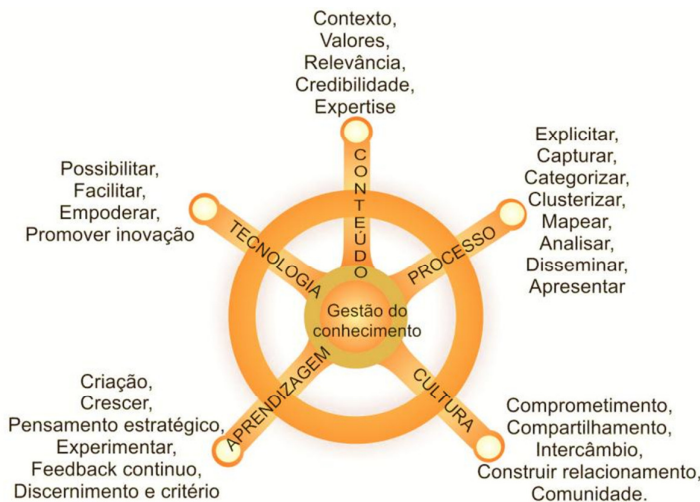 Contexto,
Valores,
Relevância,
Credibilidade,
Expertise
CONTEÚDO
Explicitar,
Capturar,
Categorizar,
Clusterizar,
Mapear,
Analisar,
Disseminar,
Apresentar
PROCESSO
Possibilitar,
Facilitar,
Empoderar,
Promover inovação
TECNOLOGIA
Gestão do
conhecimento
APRENDIZAGEM
Criação,
Crescer,
Pensamento estratégico,
Experimentar,
Feedback continuo,
Discernimento e critério
CULTURA
Comprometimento,
Compartilhamento,
Intercâmbio,
Construir relacionamento,
Comunidade.